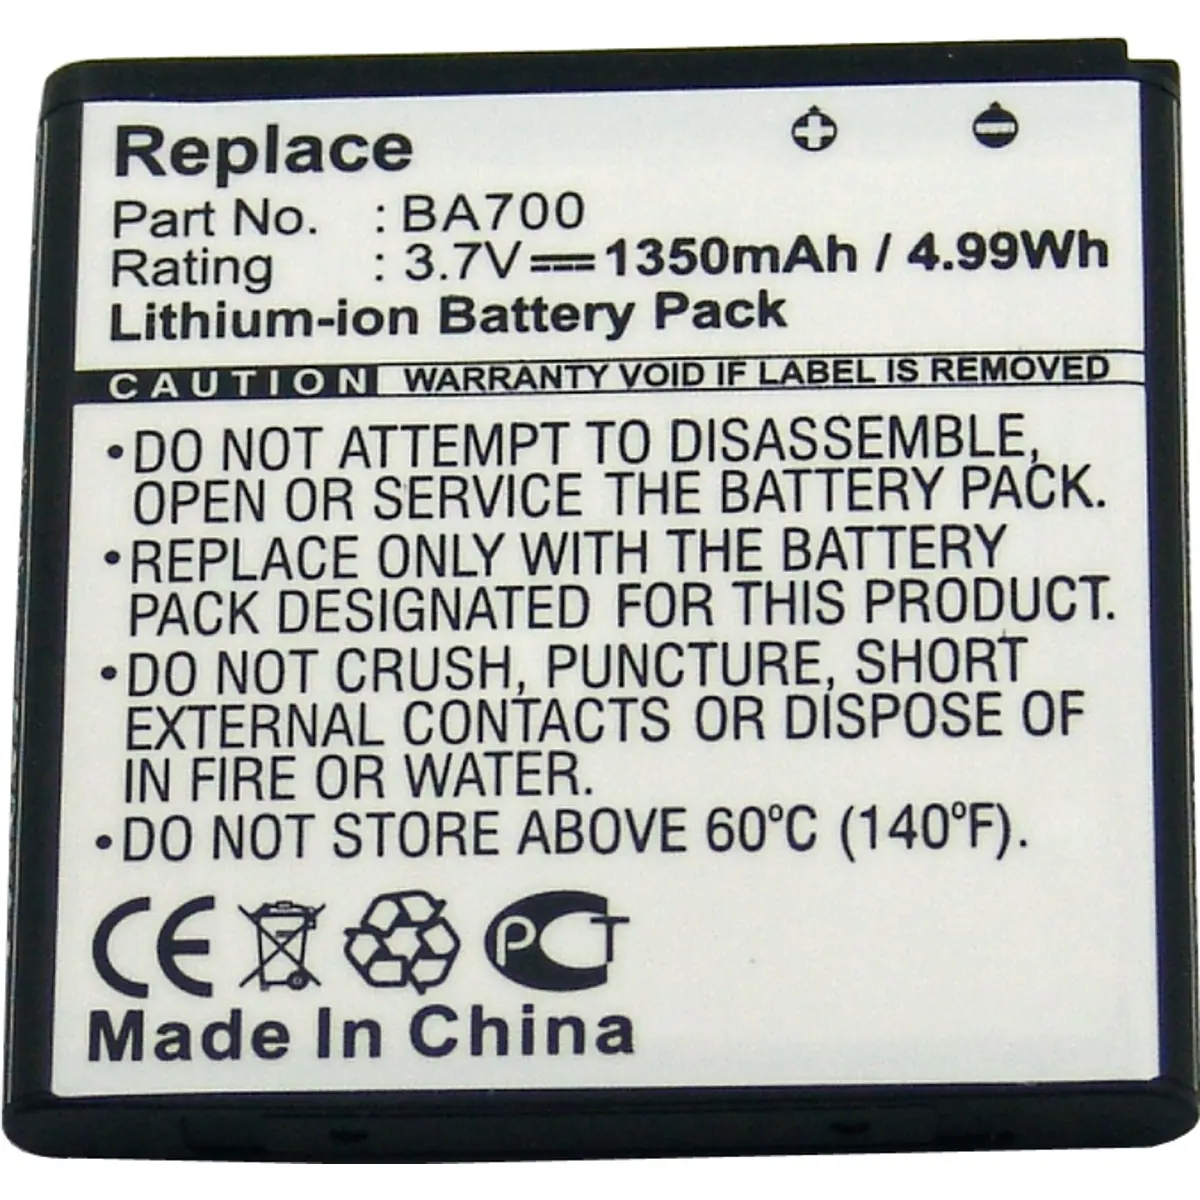 Replace
Part No. : BA700
Rating : 3.7V 1350mAh / 4.99Wh
Lithium-ion Battery Pack
CAUTION WARRANTY VOID IF LABEL IS REMOVED
•DO NOT ATTEMPT TO DISASSEMBLE,
OPEN OR SERVICE THE BATTERY PACK.
•REPLACE ONLY WITH THE BATTERY
PACK DESIGNATED FOR THIS PRODUCT.
•DO NOT CRUSH, PUNCTURE, SHORT
EXTERNAL CONTACTS OR DISPOSE OF
IN FIRE OR WATER.
•DO NOT STORE ABOVE 60°C (140°F).
CE PCT
Made In China